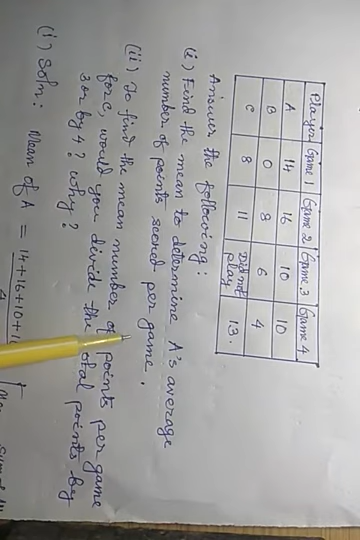 Player Game 1 Game 2 Game 3 Game 4
A 14 16 10 10
B 0 8 6 4
C 8 11 Did not play 13.
Answer the following:
(i) Find the mean to determine A's average
number of points scored per game.
(ii) To find the mean number of points per game
for C, would you divide the total points by
3 or by 4? Why?
(i) Soln: Mean of A = 14+16+10+1
4